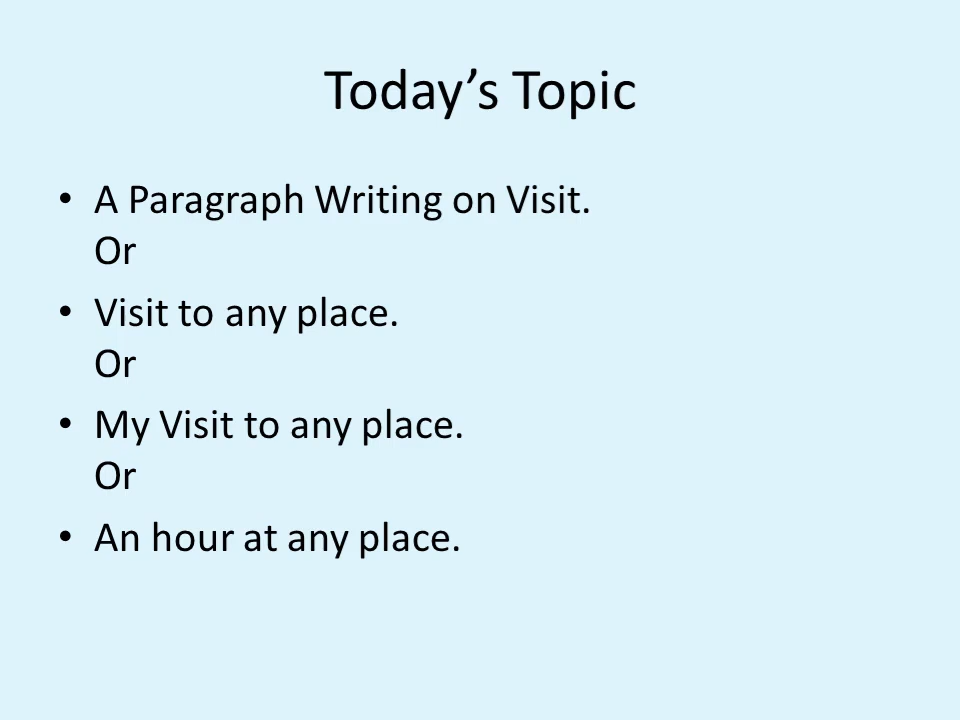 Today’s Topic
• A Paragraph Writing on Visit.
Or
• Visit to any place.
Or
• My Visit to any place.
Or
• An hour at any place.